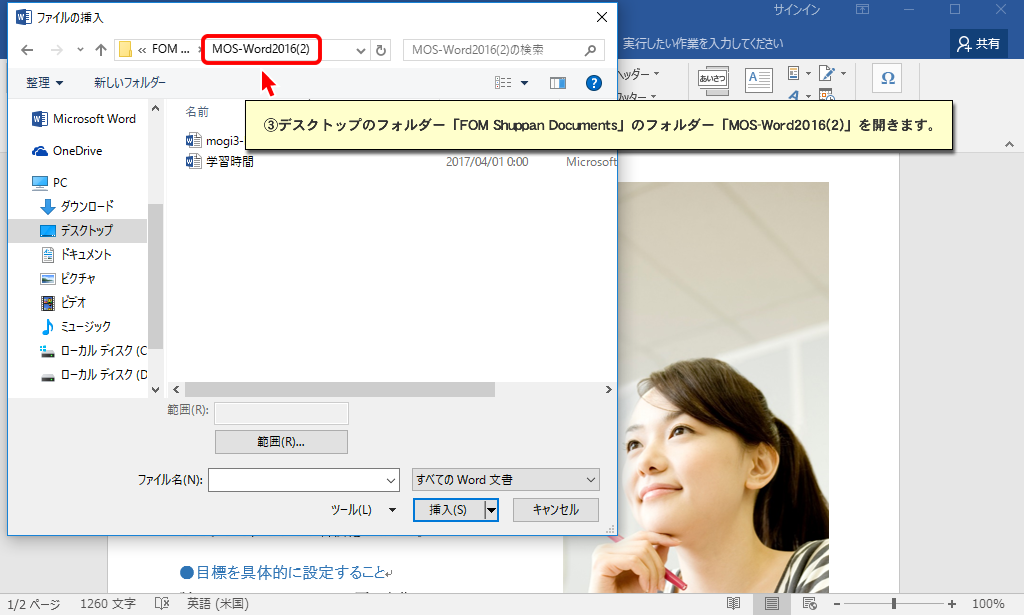 ファイルの挿入
サインイン
« FOM ... › MOS-Word2016(2)
MOS-Word2016(2)の検索
実行したい作業を入力してください
共有
整理
新しいフォルダー
ヘッダー
フッター
あいさつ
A
Ω
③デスクトップのフォルダー「FOM Shuppan Documents」のフォルダー「MOS-Word2016(2)」を開きます。
名前
mogi3-
学習時間
2017/04/01 0:00
Microsoft
Microsoft Word
OneDrive
PC
ダウンロード
デスクトップ
ドキュメント
ピクチャ
ビデオ
ミュージック
ローカル ディスク (C
ローカル ディスク (D
範囲(R):
範囲(R)...
ファイル名(N):
すべての Word 文書
ツール(L)
挿入(S)
キャンセル
●目標を具体的に設定すること
1/2 ページ
1260 文字
英語 (米国)
100%